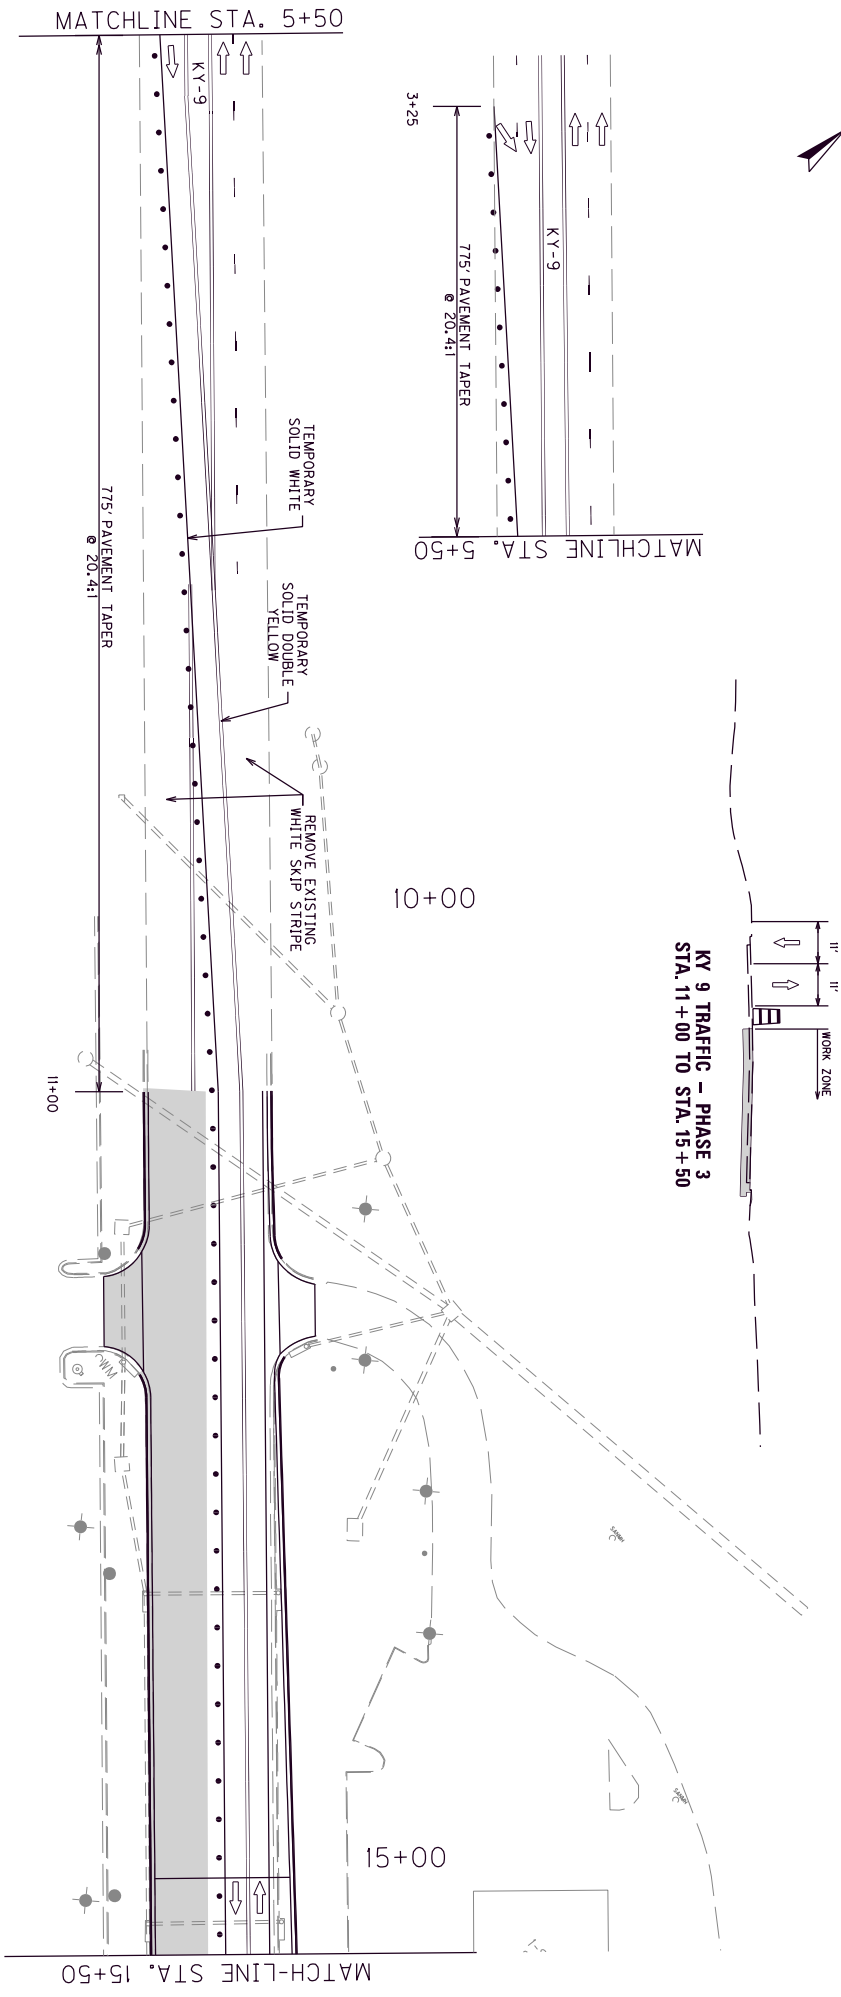 MATCHLINE STA. 5+50
KY-9
3+25
775' PAVEMENT TAPER
@ 20.4:1
KY-9
MATCHLINE STA. 5+50
TEMPORARY
SOLID WHITE
775' PAVEMENT TAPER
@ 20.4:1
TEMPORARY
SOLID DOUBLE
YELLOW
REMOVE EXISTING
WHITE SKIP STRIPE
10+00
11'
11'
WORK ZONE
KY 9 TRAFFIC - PHASE 3
STA. 11+00 TO STA. 15+50
11+00
WM
SANMH
SANMH
15+00
MATCH-LINE STA. 15+50